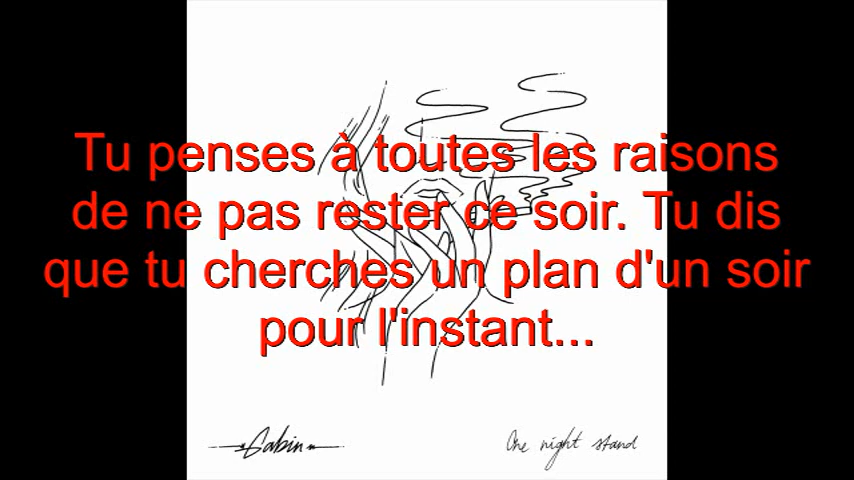 Tu penses à toutes les raisons
de ne pas rester ce soir. Tu dis
que tu cherches un plan d'un soir
pour l'instant...
Gabin
One night stand